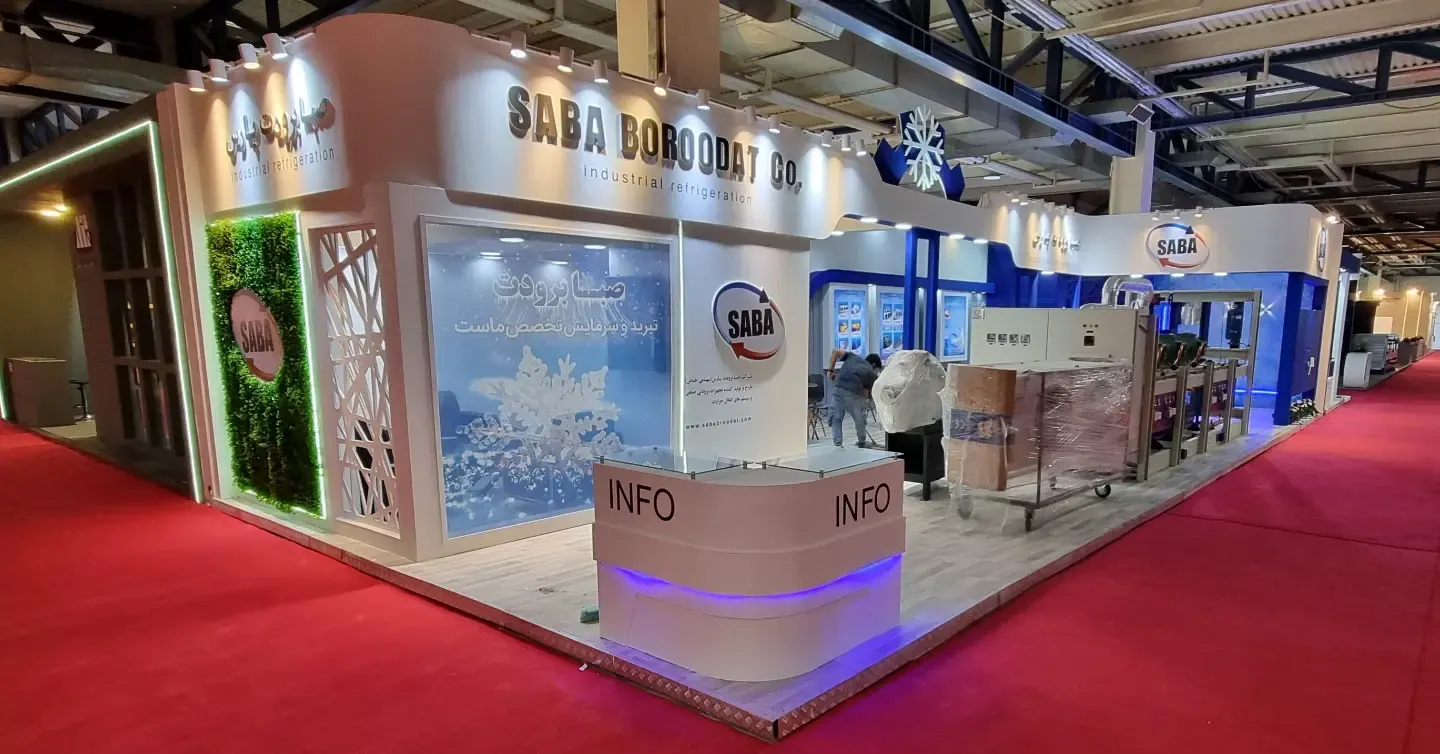 صبا برودت پارس
industrial refrigeration
SABA BOROODAT CO.
industrial refrigeration
SABA
صبا برودت
تبرید و سرمایش تخصص ماست
SABA
www.sababroodat.com
INFO
INFO
SABA